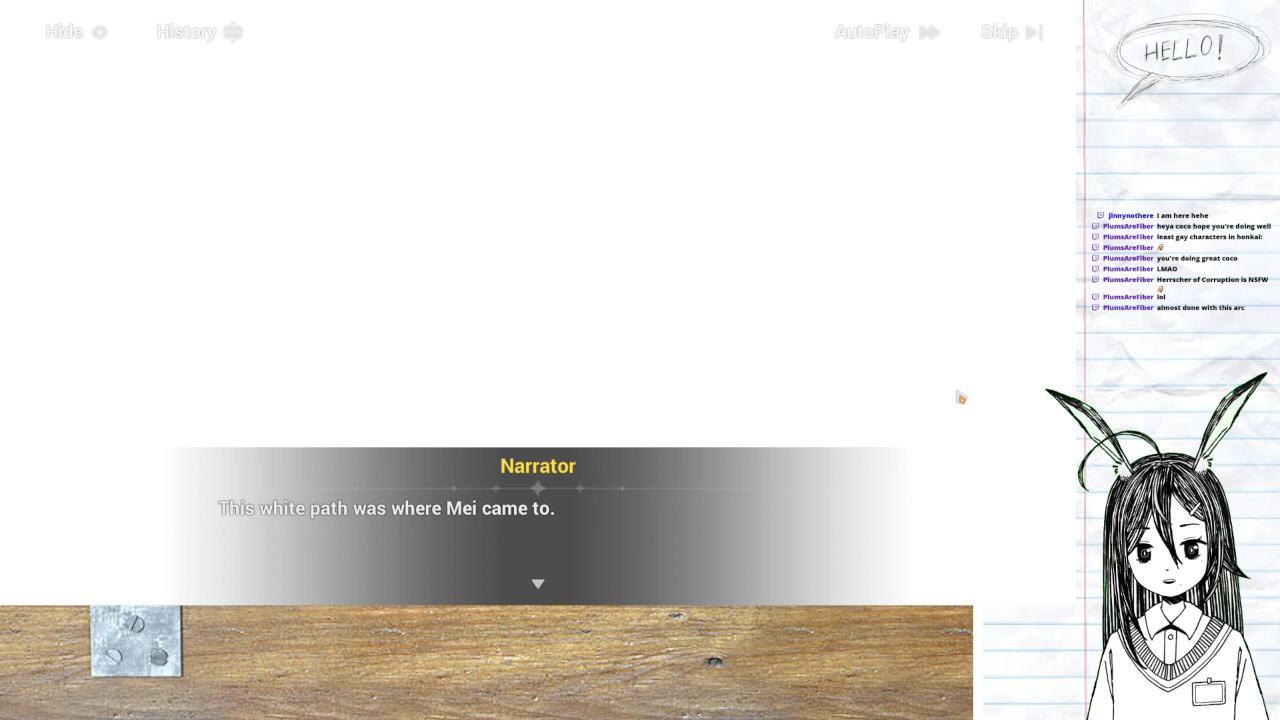 Hide
History
AutoPlay
Skip
HELLO!
jinnynothere I am here hehe
PlumsAreFiber heya coco hope you're doing well
PlumsAreFiber least gay characters in honkai:
PlumsAreFiber
PlumsAreFiber you're doing great coco
PlumsAreFiber LMAO
PlumsAreFiber Herrscher of Corruption is NSFW
PlumsAreFiber lol
PlumsAreFiber almost done with this arc
Narrator
This white path was where Mei came to.